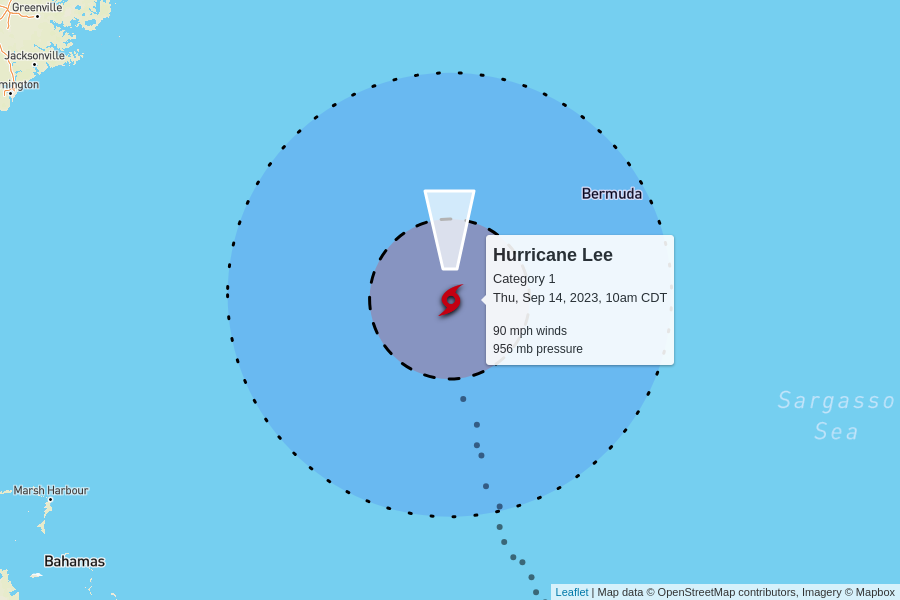 Greenville
Jacksonville
mington
Bermuda
Hurricane Lee
Category 1
Thu, Sep 14, 2023, 10am CDT
90 mph winds
956 mb pressure
Sargasso
Sea
Marsh Harbour
Bahamas
Leaflet | Map data © OpenStreetMap contributors, Imagery © Mapbox